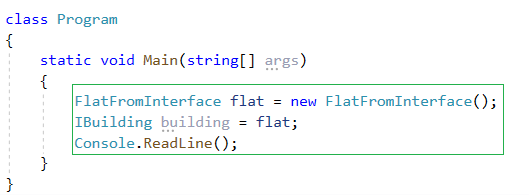 class Program
{
static void Main(string[] args)
{
FlatFromInterface flat = new FlatFromInterface();
IBuilding building = flat;
Console.ReadLine();
}
}